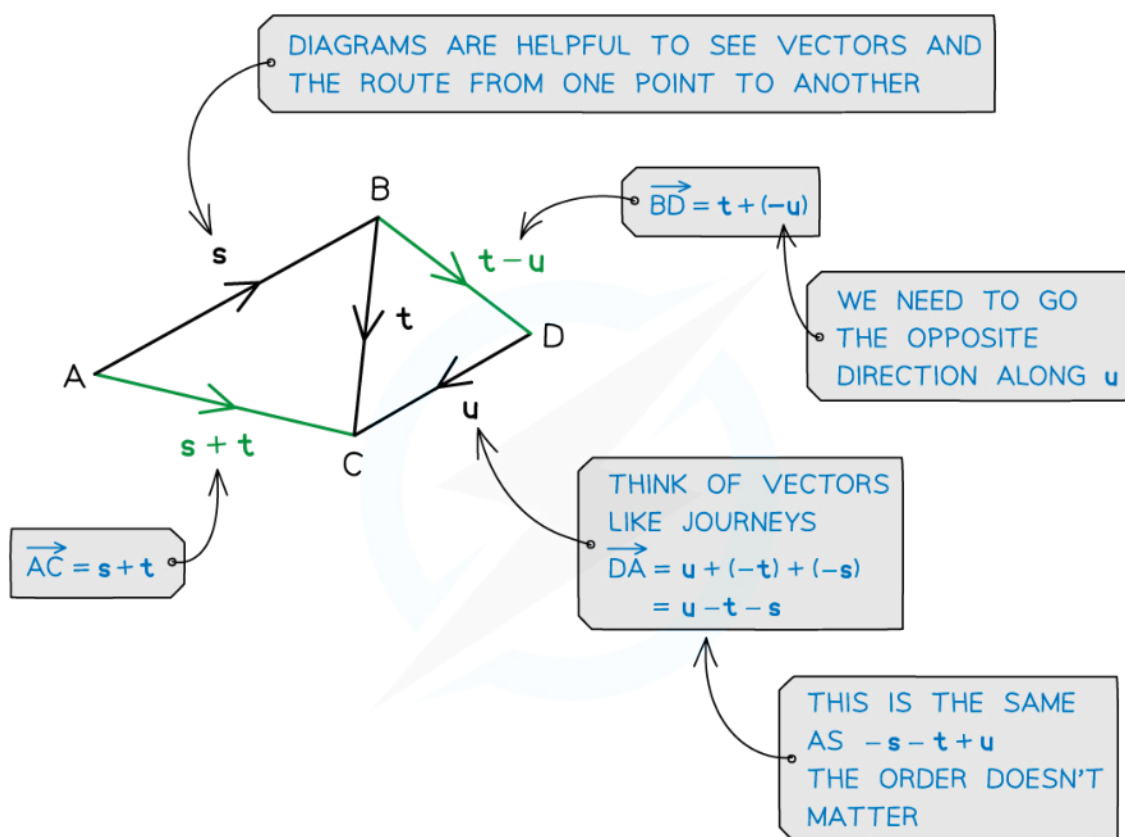 DIAGRAMS ARE HELPFUL TO SEE VECTORS AND
THE ROUTE FROM ONE POINT TO ANOTHER
B
s
BD = t + (-u)
t - u
WE NEED TO GO
THE OPPOSITE
DIRECTION ALONG u
t
D
A
u
s + t
C
AC = s + t
THINK OF VECTORS
LIKE JOURNEYS
DA = u + (-t) + (-s)
= u - t - s
THIS IS THE SAME
AS -s - t + u
THE ORDER DOESN'T
MATTER